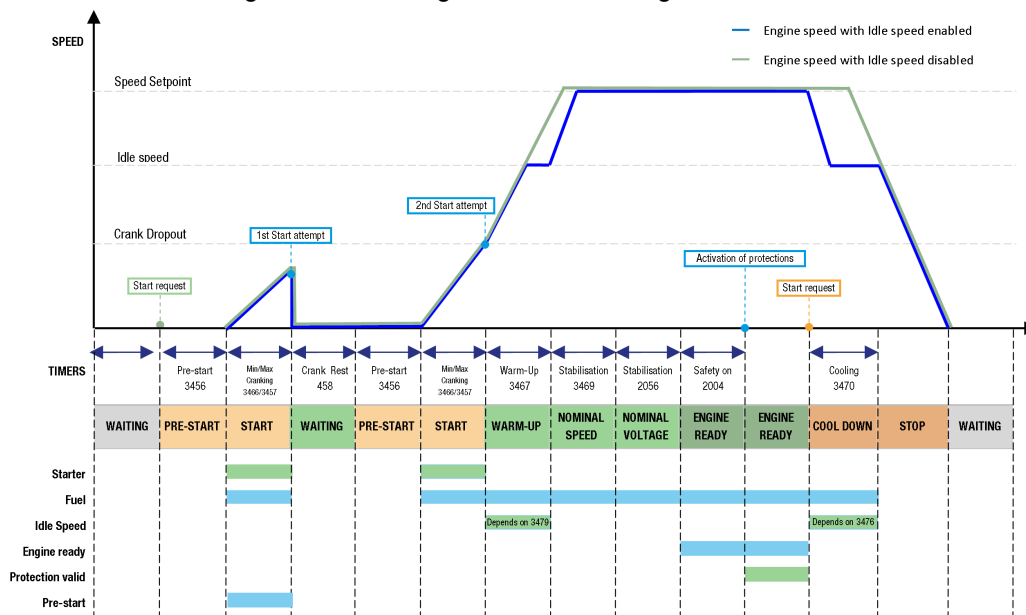 SPEED
Engine speed with Idle speed enabled
Engine speed with Idle speed disabled
Speed Setpoint
Idle speed
Crank Dropout
2nd Start attempt
1st Start attempt
Activation of protections
Start request
Start request
TIMERS
Pre-start
3456
Min/Max
Cranking
3466/3457
Crank Rest
458
Pre-start
3456
Min/Max
Cranking
3466/3457
Warm-Up
3467
Stabilisation
3469
Stabilisation
2056
Safety on
2004
Cooling
3470
WAITING
PRE-START
START
WAITING
PRE-START
START
WARM-UP
NOMINAL
SPEED
NOMINAL
VOLTAGE
ENGINE
READY
ENGINE
READY
COOL DOWN
STOP
WAITING
Starter
Fuel
Idle Speed
Depends on 3479
Depends on 3476
Engine ready
Protection valid
Pre-start